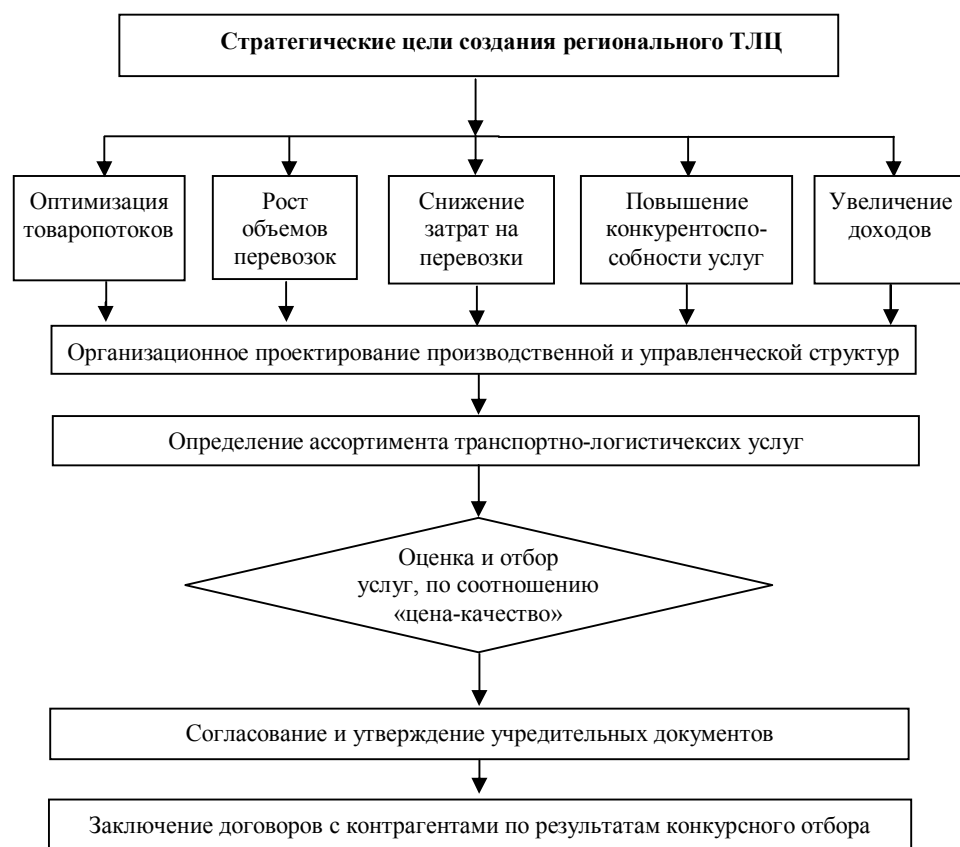 Стратегические цели создания регионального ТЛЦ
Оптимизация
товаропотоков
Рост
объемов
перевозок
Снижение
затрат на
перевозки
Повышение
конкурентоспо-
собности услуг
Увеличение
доходов
Организационное проектирование производственной и управленческой структур
Определение ассортимента транспортно-логистичексих услуг
Оценка и отбор
услуг, по соотношению
«цена-качество»
Согласование и утверждение учредительных документов
Заключение договоров с контрагентами по результатам конкурсного отбора